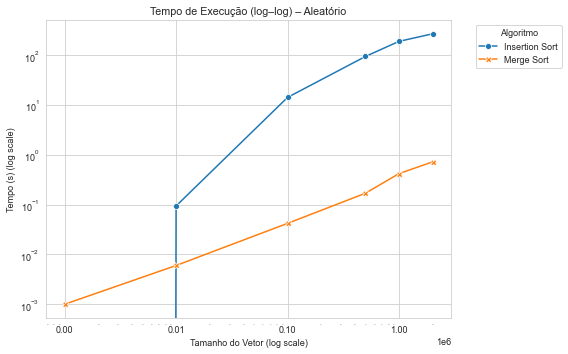 Tempo de Execução (log–log) – Aleatório
Algoritmo
Insertion Sort
Merge Sort
Tempo (s) (log scale)
10²
10¹
10⁰
10⁻¹
10⁻²
10⁻³
0.00 0.01 0.10 1.00
1e6
Tamanho do Vetor (log scale)